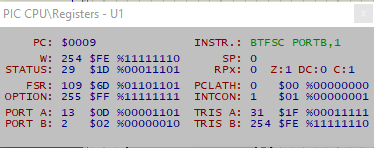 PIC CPU\Registers - U1
PC: $0009 INSTR.: BTFSC PORTB,1
W: 254 $FE %11111110 SP: 0
STATUS: 29 $1D %00011101 RPx: 0 Z:1 DC:0 C:1
FSR: 109 $6D %01101101 PCLATH: 0 $00 %00000000
OPTION: 255 $FF %11111111 INTCON: 1 $01 %00000001
PORT A: 13 $0D %00001101 TRIS A: 31 $1F %00011111
PORT B: 2 $02 %00000010 TRIS B: 254 $FE %11111110